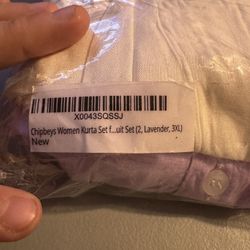 X0043SQSSJ
Chipbeys Women Kurta Set f...uit Set (2, Lavender, 3XL)
New